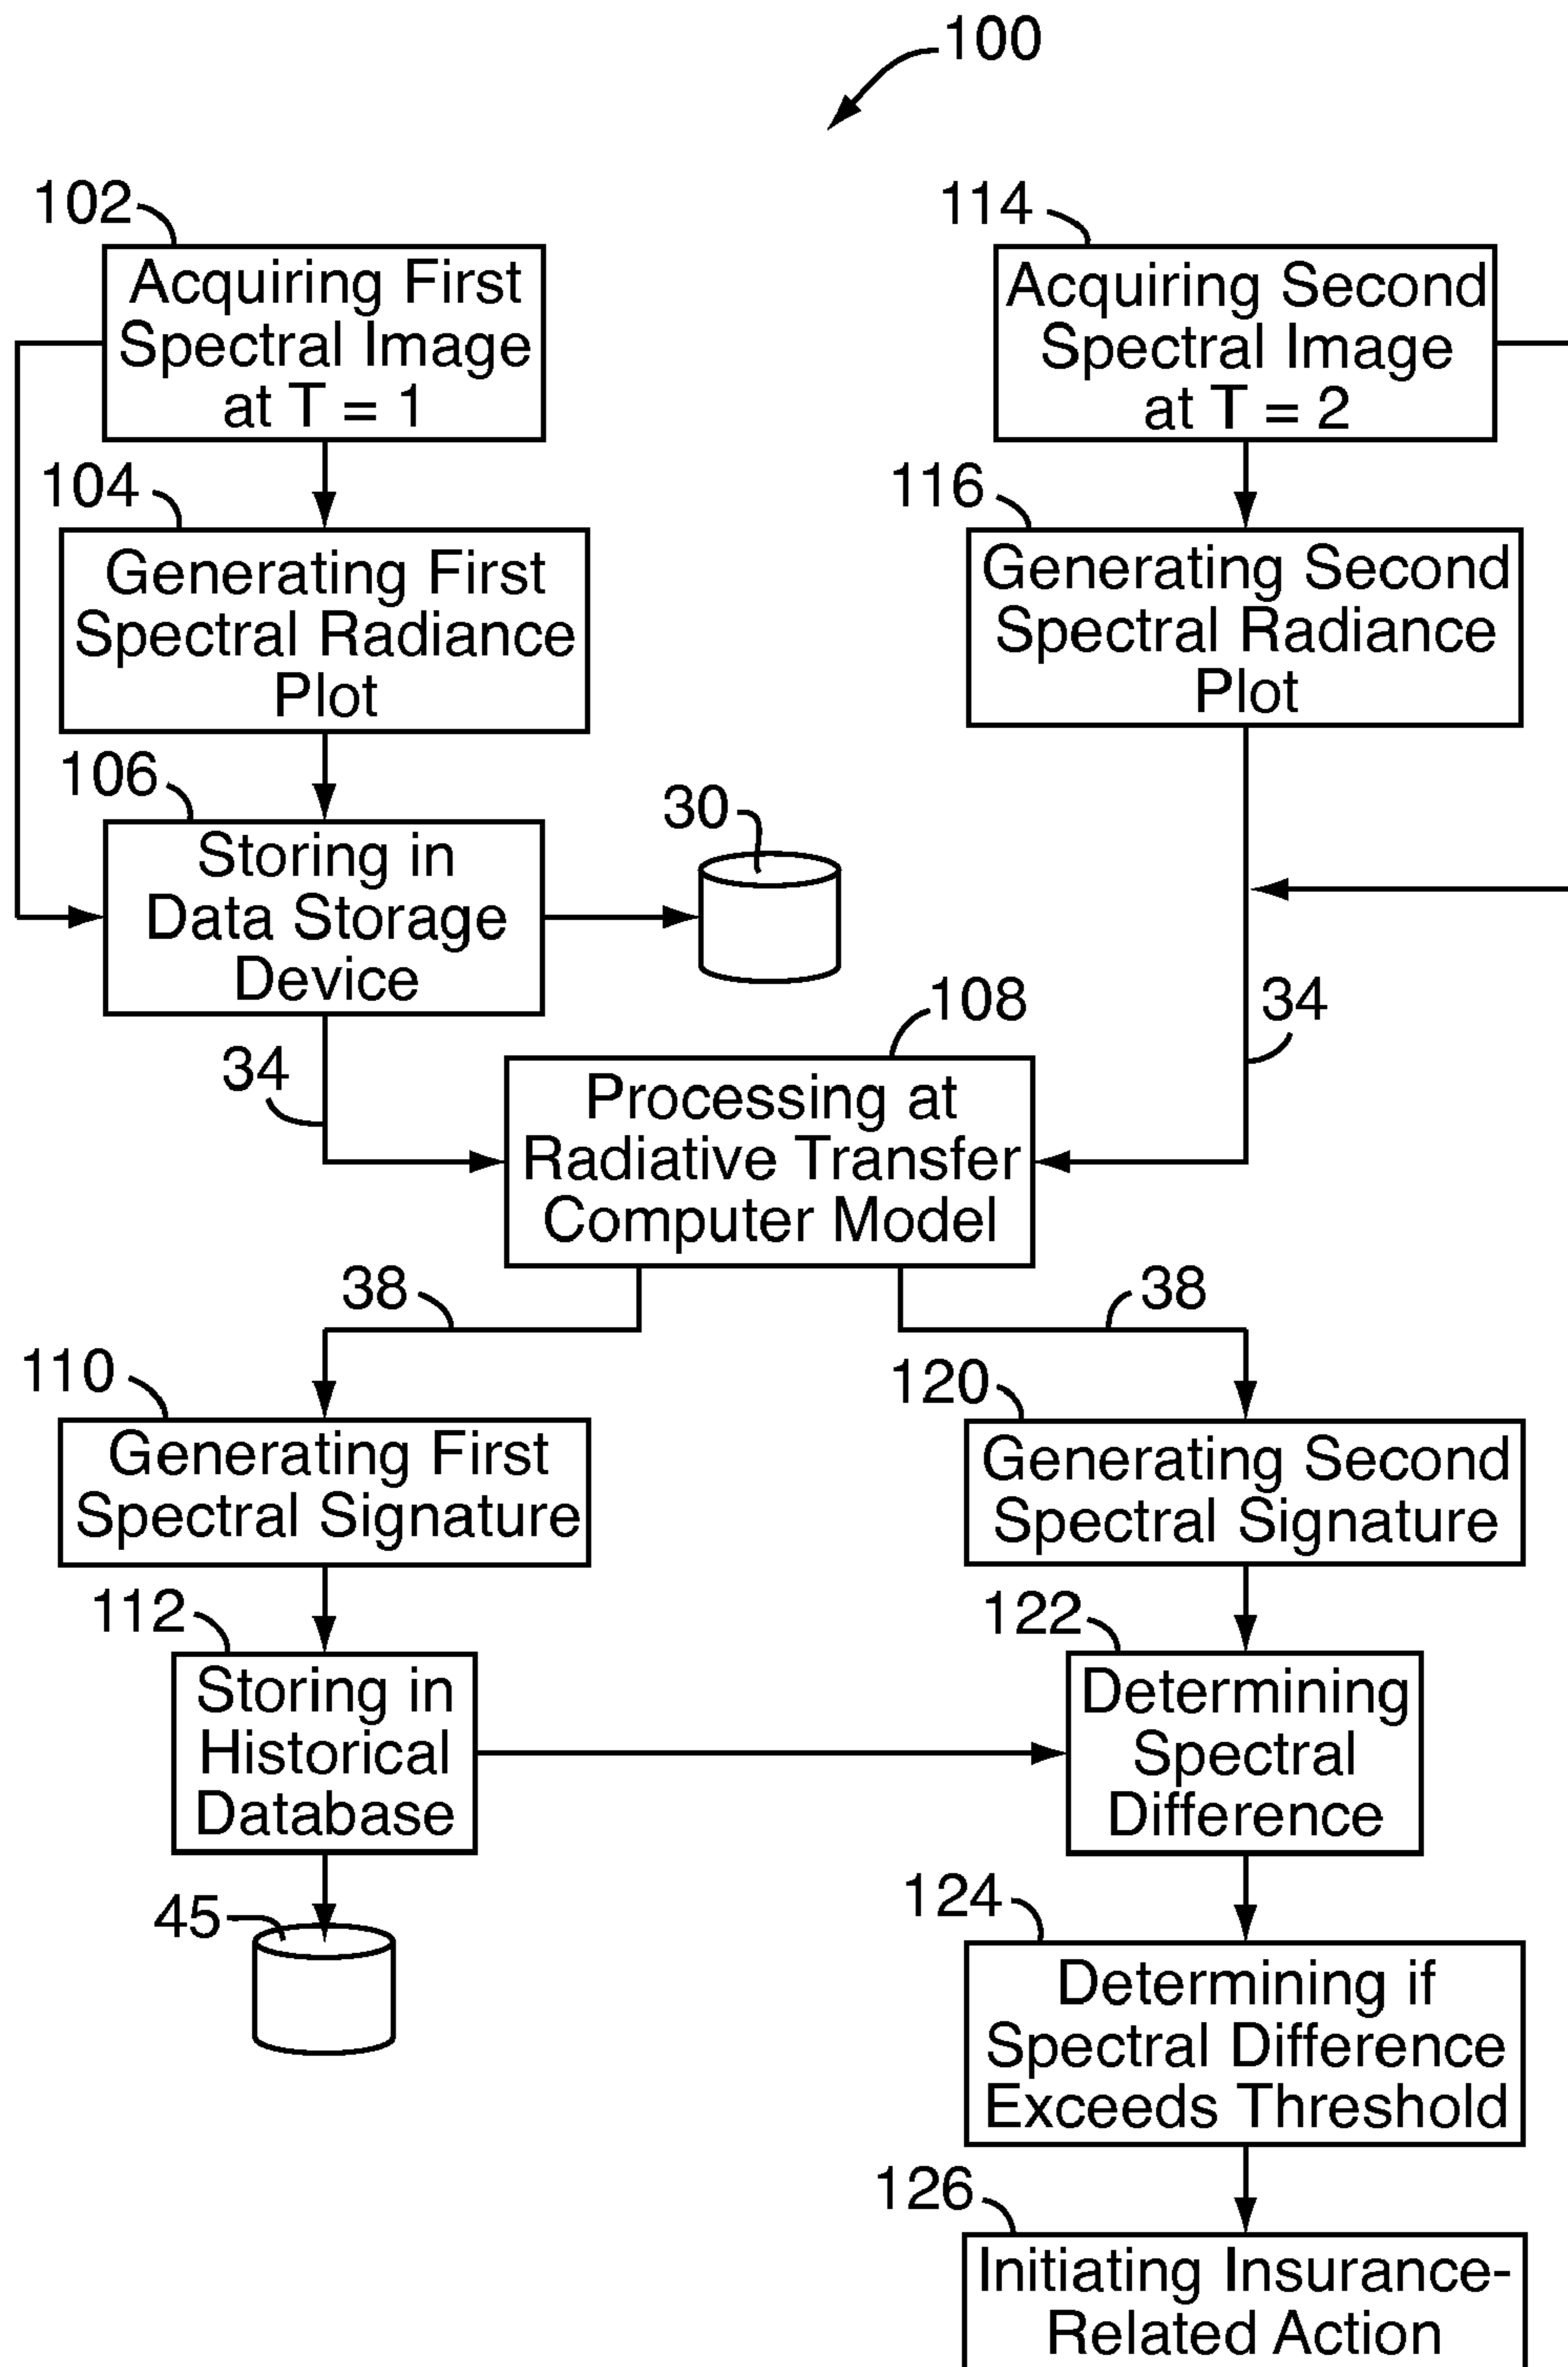 100
102
Acquiring First
Spectral Image
at T = 1
114
Acquiring Second
Spectral Image
at T = 2
104
Generating First
Spectral Radiance
Plot
116
Generating Second
Spectral Radiance
Plot
106
Storing in
Data Storage
Device
30
34
108
Processing at
Radiative Transfer
Computer Model
34
38
38
110
Generating First
Spectral Signature
120
Generating Second
Spectral Signature
112
Storing in
Historical
Database
122
Determining
Spectral
Difference
45
124
Determining if
Spectral Difference
Exceeds Threshold
126
Initiating Insurance-
Related Action